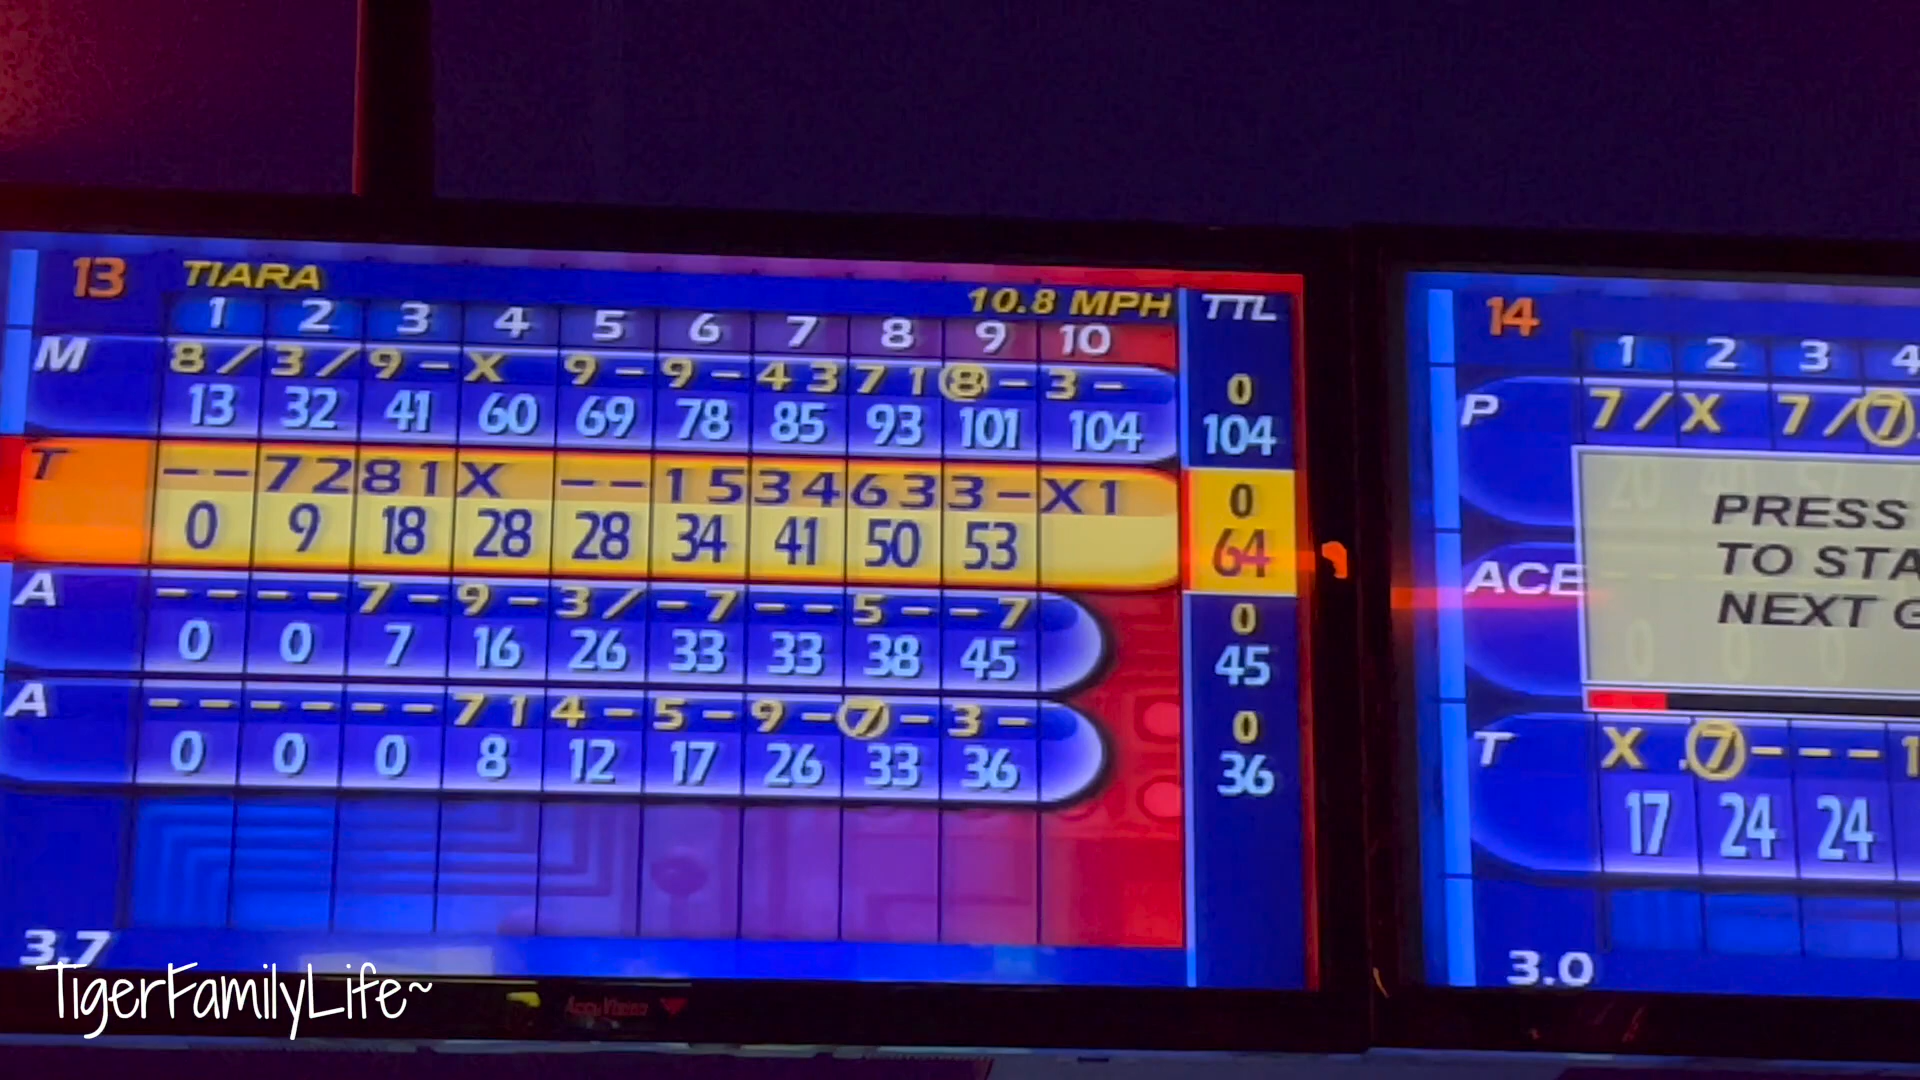 13 TIARA 10.8 MPH TTL
1 2 3 4 5 6 7 8 9 10
M 8 / 3 / 9 - X 9 - 9 - 4 3 7 1 8 - 3 - 0
13 32 41 60 69 78 85 93 101 104 104
T - - 7 2 8 1 X - - 1 5 3 4 6 3 3 - X 1 0
0 9 18 28 28 34 41 50 53 64
A - - - - 7 - 9 - 3 / - 7 - - 5 - - 7 0
0 0 7 16 26 33 33 38 45 45
A - - - - - - 7 1 4 - 5 - 9 - 7 - 3 - 0
0 0 0 8 12 17 26 33 36 36
3.7
14
1 2 3 4
P 7 / X 7 / 7
PRESS
TO STA
NEXT G
ACE
T X 7 - - - 1
17 24 24
3.0
TigerFamilyLife~